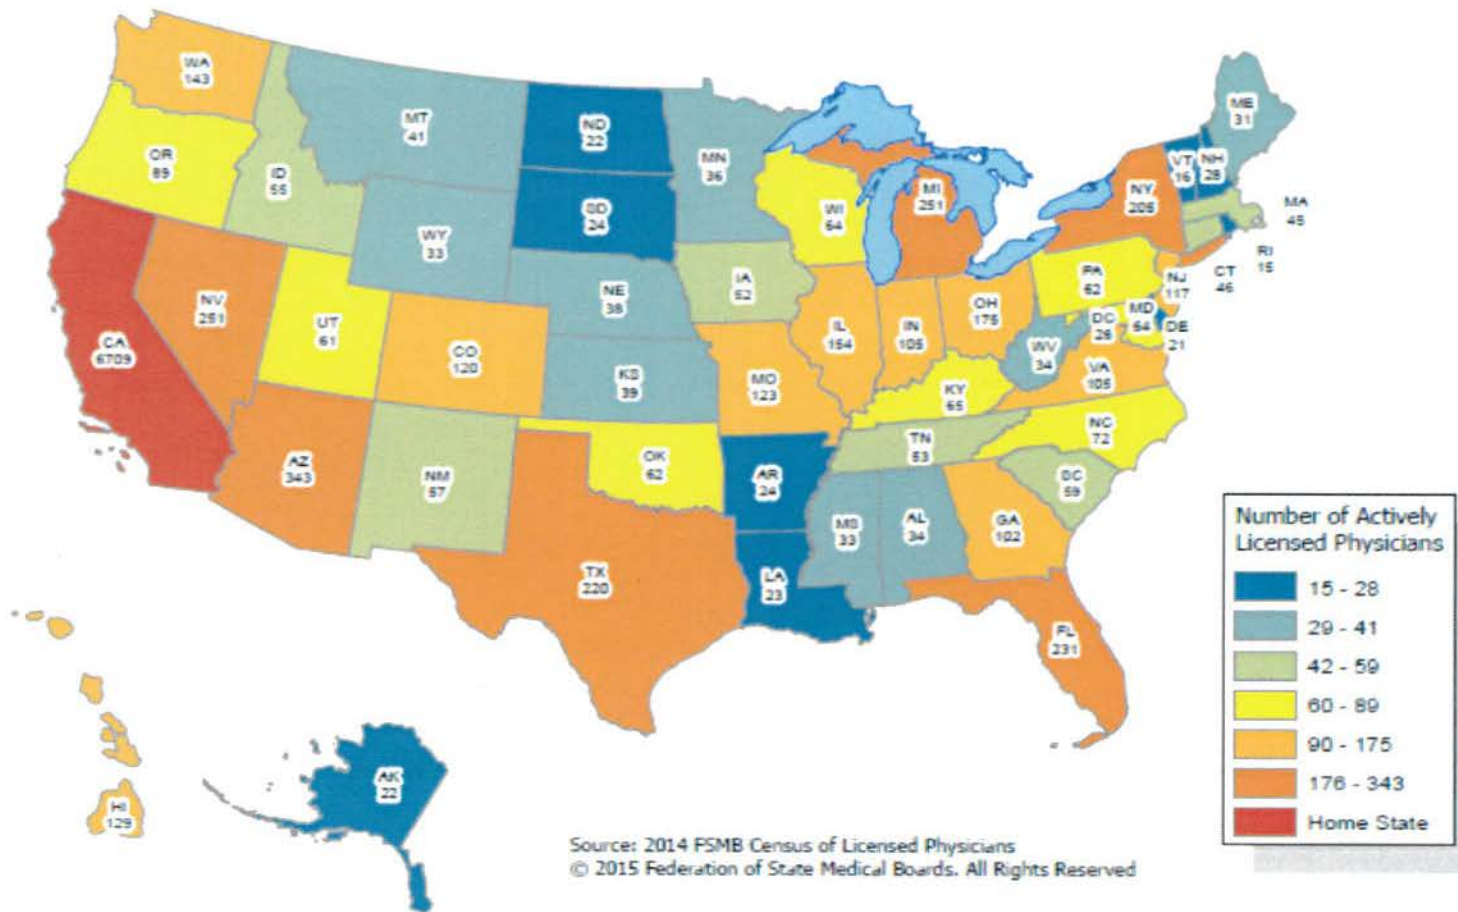 WA
143
MT
41
ND
22
MN
36
ME
31
VT
16
NH
28
OR
89
ID
55
SD
24
WI
64
MI
251
NY
205
MA
45
WY
33
RI
15
IA
52
PA
62
NJ
117
CT
46
NE
38
NV
251
UT
61
OH
175
MD
64
DC
26
DE
21
IL
154
IN
105
CA
6709
CO
120
WV
34
VA
105
KS
39
MO
123
KY
65
NC
72
TN
53
AZ
343
NM
57
OK
62
AR
24
SC
59
MS
33
AL
34
GA
102
TX
220
LA
23
FL
231
AK
22
HI
129
Number of Actively
Licensed Physicians
15 - 28
29 - 41
42 - 59
60 - 89
90 - 175
176 - 343
Home State
Source: 2014 FSMB Census of Licensed Physicians
© 2015 Federation of State Medical Boards. All Rights Reserved